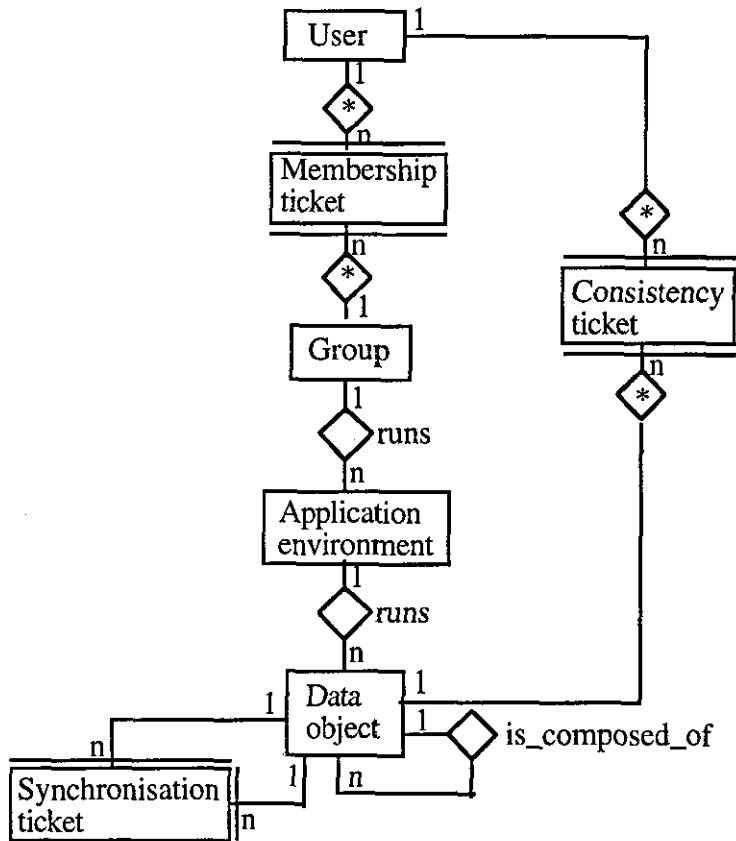 User
1
1
*
n
Membership
ticket
*
n
n
*
Consistency
ticket
1
Group
n
*
1
runs
n
Application
environment
1
runs
n
Data
object
1
1
1
is_composed_of
n
n
1
Synchronisation
ticket
n